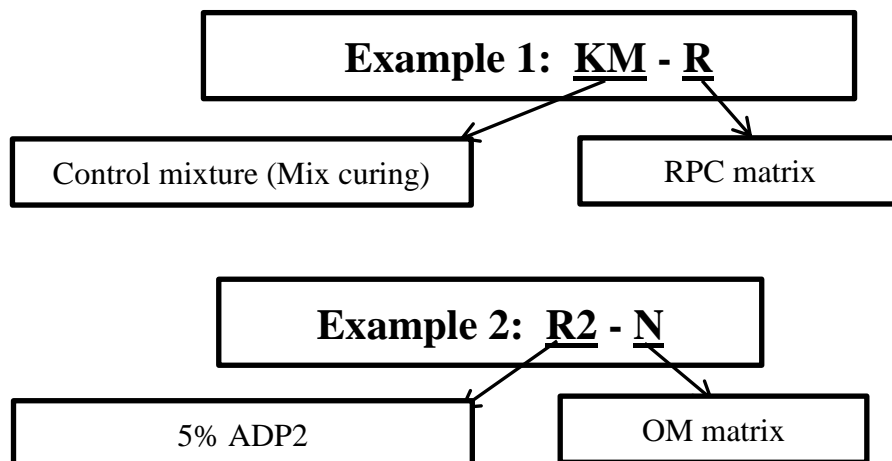 Example 1: KM - R
Control mixture (Mix curing)
RPC matrix
Example 2: R2 - N
5% ADP2
OM matrix